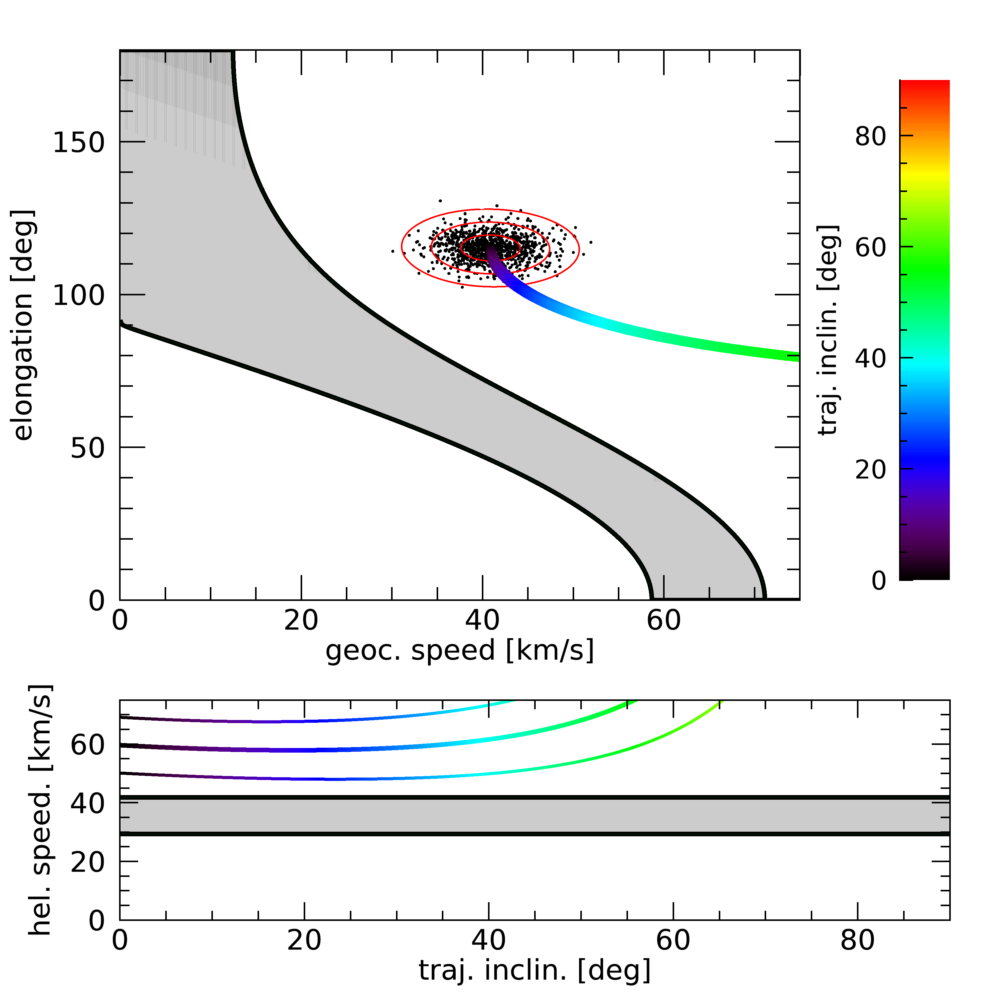 150
100
50
0
elongation [deg]
0 20 40 60
geoc. speed [km/s]
80
60
40
20
0
traj. inclin. [deg]
60
40
20
0
hel. speed. [km/s]
0 20 40 60 80
traj. inclin. [deg]